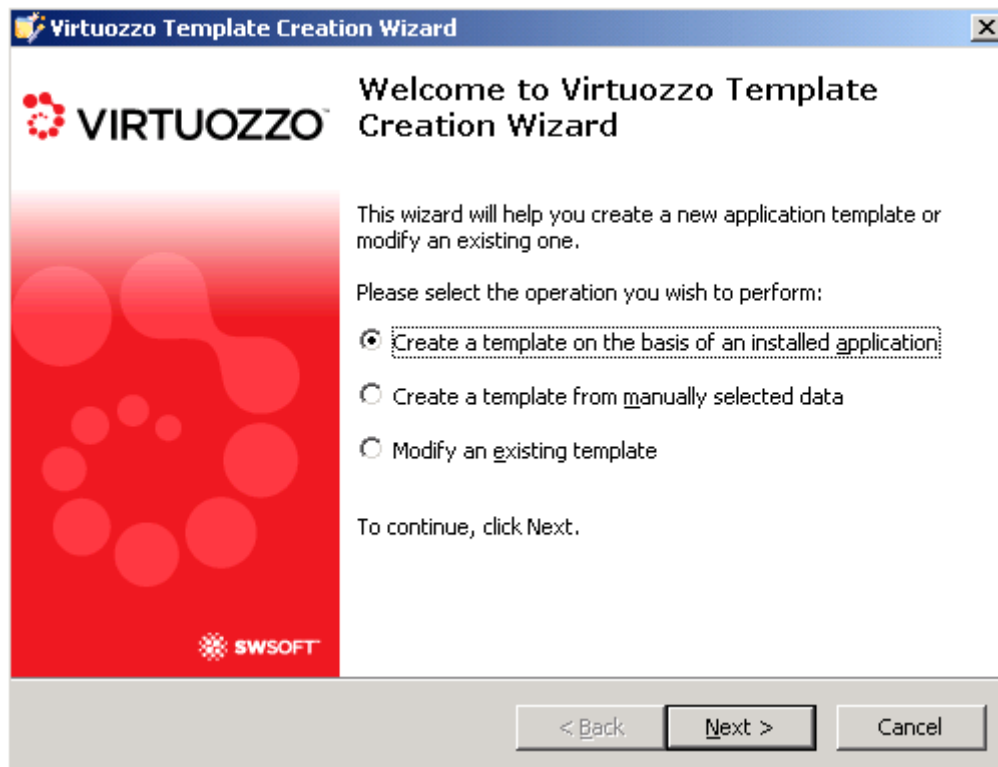 Virtuozzo Template Creation Wizard
VIRTUOZZO™
Welcome to Virtuozzo Template
Creation Wizard
This wizard will help you create a new application template or
modify an existing one.
Please select the operation you wish to perform:
Create a template on the basis of an installed application
Create a template from manually selected data
Modify an existing template
To continue, click Next.
SWSOFT™
< Back
Next >
Cancel